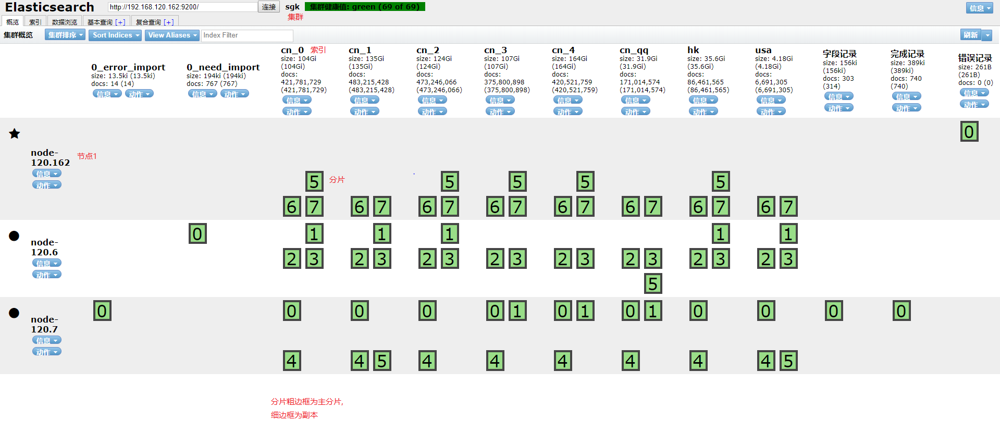 Elasticsearch http://192.168.120.162:9200/ 连接 sgk 集群健康值: green (69 of 69) 信息
集群
概览 索引 数据浏览 基本查询 [+] 复合查询 [+]
集群概览 集群排序 Sort Indices View Aliases Index Filter 刷新
0_error_import
size: 13.5ki (13.5ki)
docs: 14 (14)
信息 动作
0_need_import
size: 194ki (194ki)
docs: 767 (767)
信息 动作
cn_0 索引
size: 104Gi
(104Gi)
docs:
421,781,729
(421,781,729)
信息
动作
cn_1
size: 135Gi
(135Gi)
docs:
483,215,428
(483,215,428)
信息
动作
cn_2
size: 124Gi
(124Gi)
docs:
473,246,066
(473,246,066)
信息
动作
cn_3
size: 107Gi
(107Gi)
docs:
375,800,898
(375,800,898)
信息
动作
cn_4
size: 164Gi
(164Gi)
docs:
420,521,759
(420,521,759)
信息
动作
cn_qq
size: 31.9Gi
(31.9Gi)
docs:
171,014,574
(171,014,574)
信息
动作
hk
size: 35.6Gi
(35.6Gi)
docs:
86,461,565
(86,461,565)
信息
动作
usa
size: 4.18Gi
(4.18Gi)
docs:
6,691,305
(6,691,305)
信息
动作
字段记录
size: 156ki
(156ki)
docs: 303
(314)
信息
动作
完成记录
size: 389ki
(389ki)
docs: 740
(740)
信息
动作
错误记录
size: 261B
(261B)
docs: 0 (0)
信息
动作
0
node-
120.162 节点1
信息
动作
5 分片 5 5 5 5
6 7 6 7 6 7 6 7 6 7 6 7 6 7 6 7
0 1 1 1 1 1
node-
120.6
信息
动作
2 3 2 3 2 3 2 3 2 3 2 3 2 3 2 3
5
0 0 0 0 0 1 0 1 0 1 0 0 0 0
node-
120.7
信息
动作
4 4 5 4 4 4 4 4 4 5
分片粗边框为主分片,
细边框为副本